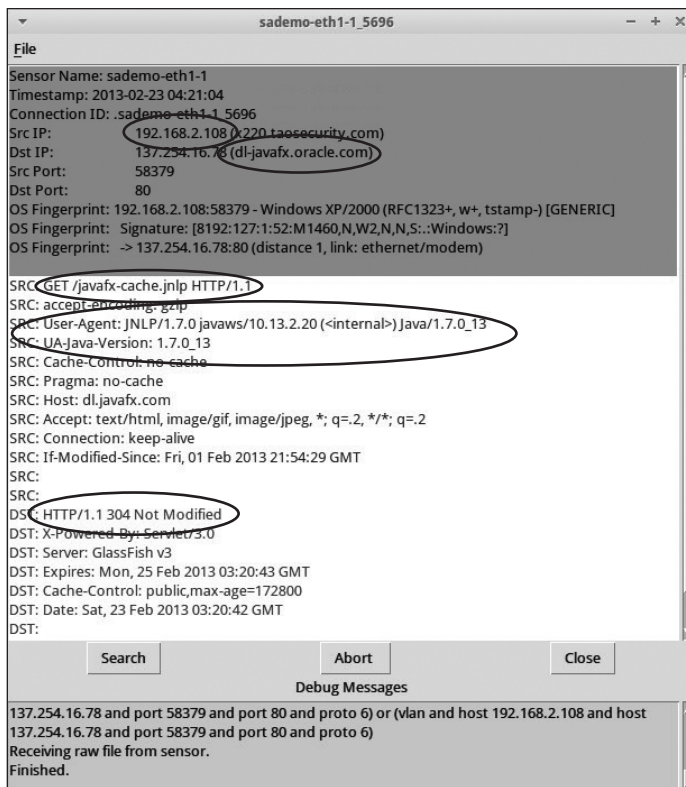 sademo-eth1-1_5696
File
Sensor Name: sademo-eth1-1
Timestamp: 2013-02-23 04:21:04
Connection ID: .sademo-eth1-1_5696
Src IP: 192.168.2.108 (x220.taosecurity.com)
Dst IP: 137.254.16.78 (dl-javafx.oracle.com)
Src Port: 58379
Dst Port: 80
OS Fingerprint: 192.168.2.108:58379 - Windows XP/2000 (RFC1323+, w+, tstamp-) [GENERIC]
OS Fingerprint: Signature: [8192:127:1:52:M1460,N,W2,N,N,S:.:Windows:?]
OS Fingerprint: -> 137.254.16.78:80 (distance 1, link: ethernet/modem)
SRC: GET /javafx-cache.jnlp HTTP/1.1
SRC: accept-encoding: gzip
SRC: User-Agent: JNLP/1.7.0 javaws/10.13.2.20 (<internal>) Java/1.7.0_13
SRC: UA-Java-Version: 1.7.0_13
SRC: Cache-Control: no-cache
SRC: Pragma: no-cache
SRC: Host: dl.javafx.com
SRC: Accept: text/html, image/gif, image/jpeg, *; q=.2, */*; q=.2
SRC: Connection: keep-alive
SRC: If-Modified-Since: Fri, 01 Feb 2013 21:54:29 GMT
SRC:
SRC:
DST: HTTP/1.1 304 Not Modified
DST: X-Powered-By: Servlet/3.0
DST: Server: GlassFish v3
DST: Expires: Mon, 25 Feb 2013 03:20:43 GMT
DST: Cache-Control: public,max-age=172800
DST: Date: Sat, 23 Feb 2013 03:20:42 GMT
DST:
Search Abort Close
Debug Messages
137.254.16.78 and port 58379 and port 80 and proto 6) or (vlan and host 192.168.2.108 and host
137.254.16.78 and port 58379 and port 80 and proto 6)
Receiving raw file from sensor.
Finished.